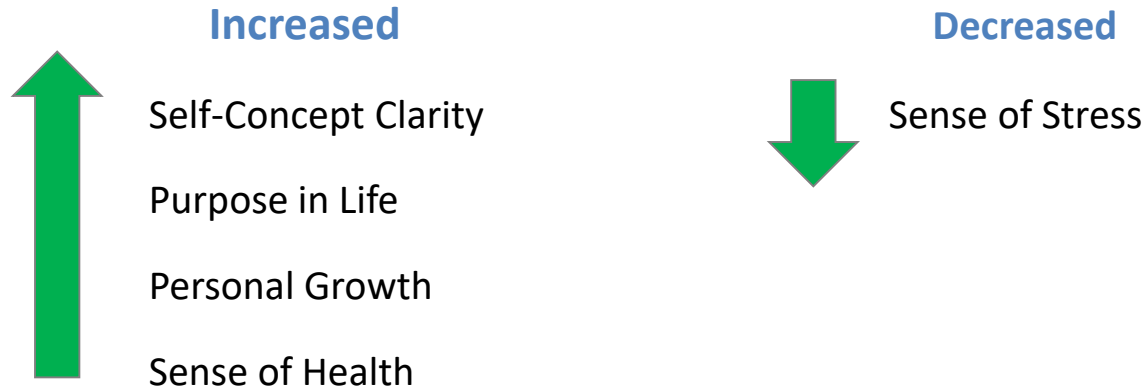 Increased
Self-Concept Clarity
Purpose in Life
Personal Growth
Sense of Health
Decreased
Sense of Stress